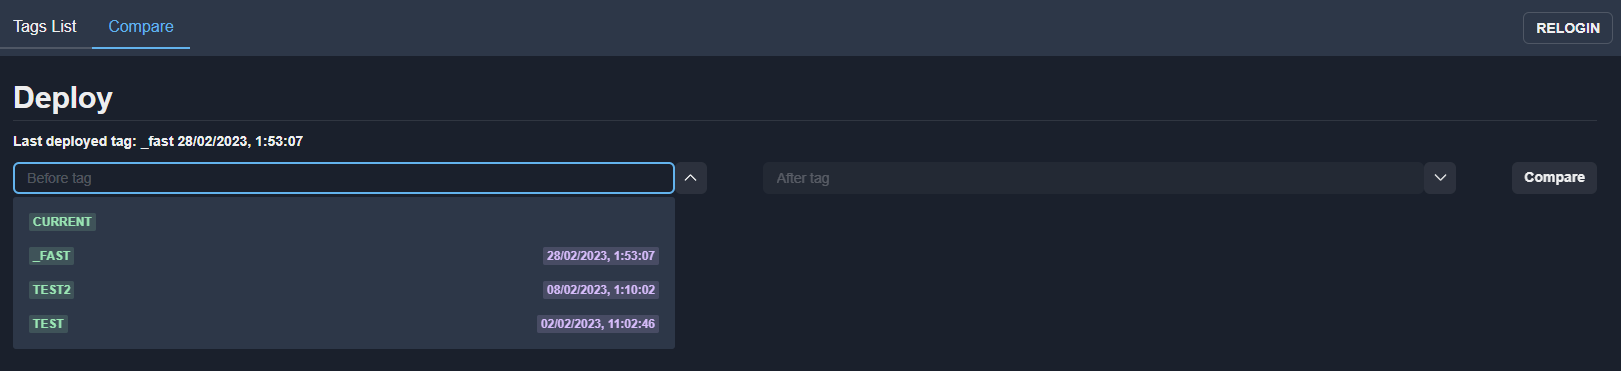 Tags List Compare RELOGIN
Deploy
Last deployed tag: _fast 28/02/2023, 1:53:07
Before tag After tag Compare
CURRENT
_FAST 28/02/2023, 1:53:07
TEST2 08/02/2023, 1:10:02
TEST 02/02/2023, 11:02:46